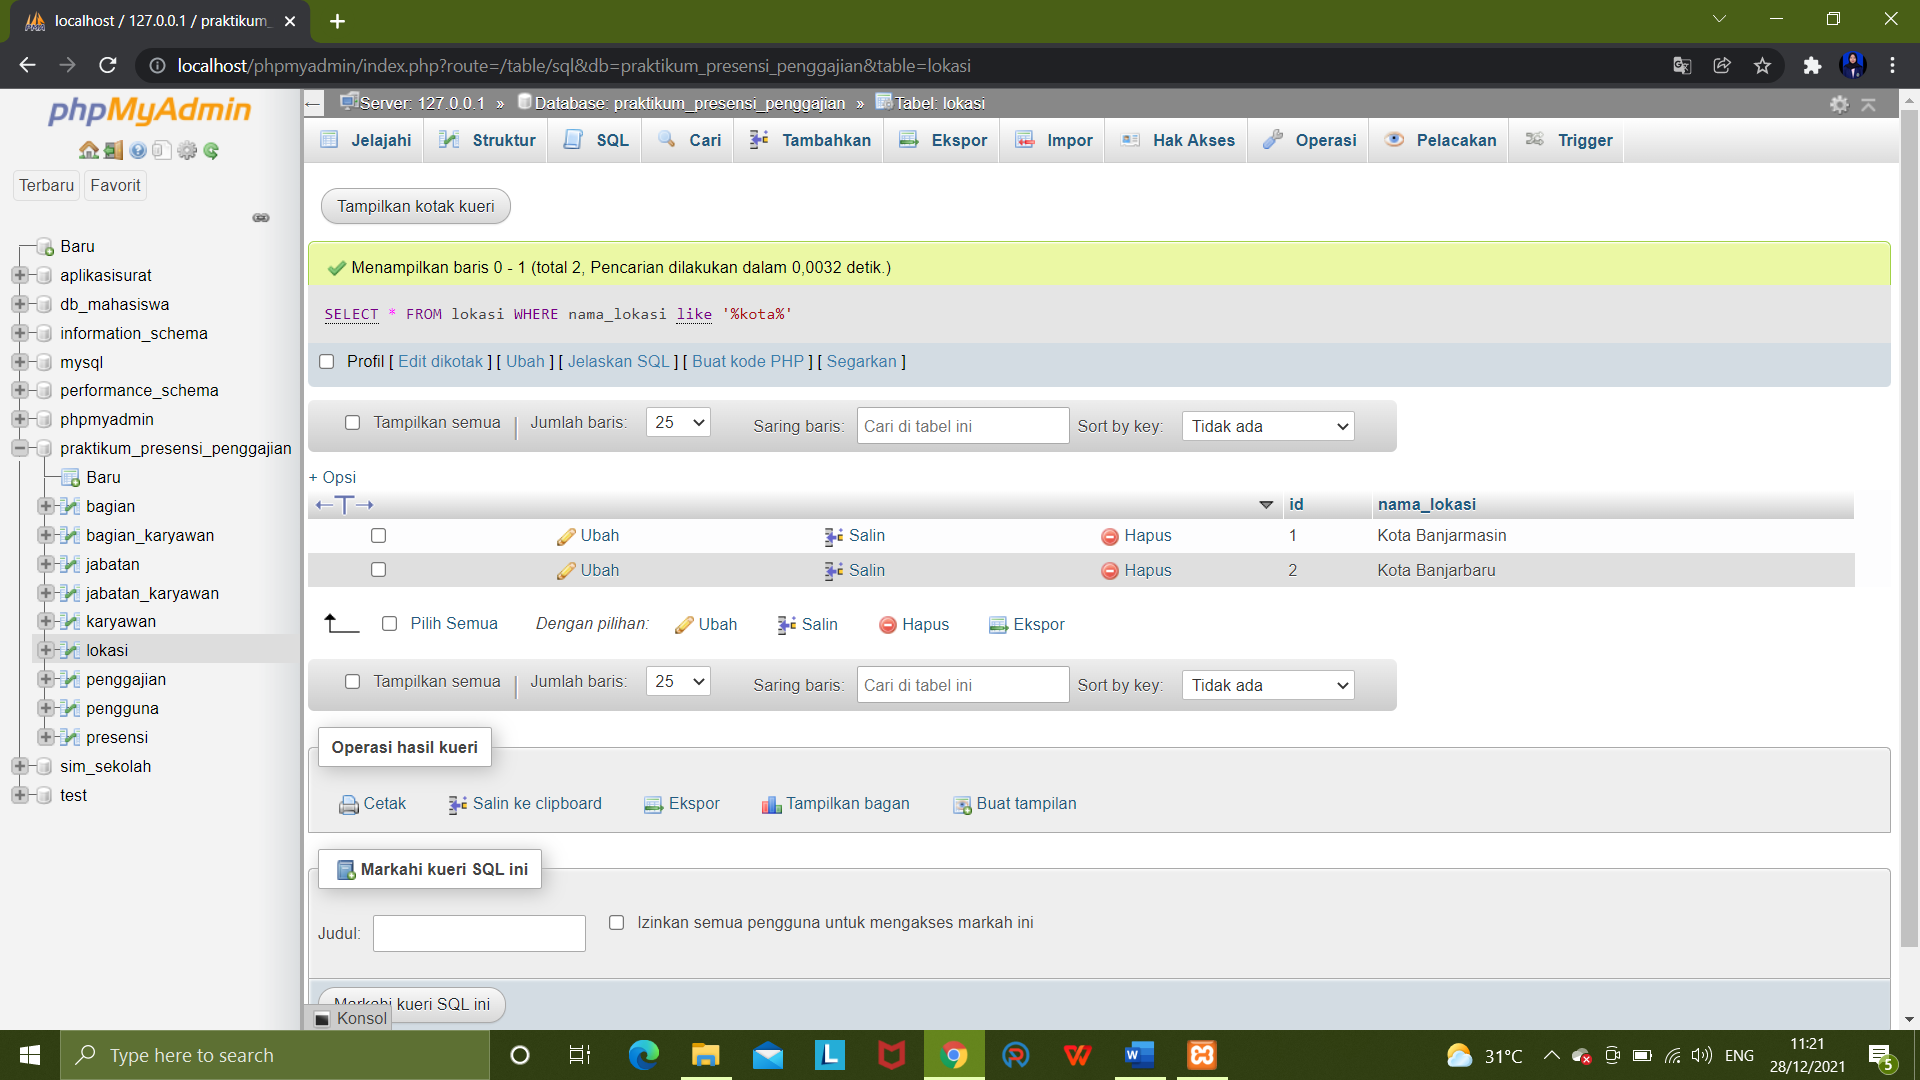 localhost / 127.0.0.1 / praktikum_
localhost/phpmyadmin/index.php?route=/table/sql&db=praktikum_presensi_penggajian&table=lokasi
phpMyAdmin
Terbaru
Favorit
Baru
aplikasisurat
db_mahasiswa
information_schema
mysql
performance_schema
phpmyadmin
praktikum_presensi_penggajian
Baru
bagian
bagian_karyawan
jabatan
jabatan_karyawan
karyawan
lokasi
penggajian
pengguna
presensi
sim_sekolah
test
Server: 127.0.0.1 » Database: praktikum_presensi_penggajian » Tabel: lokasi
Jelajahi Struktur SQL Cari Tambahkan Ekspor Impor Hak Akses Operasi Pelacakan Trigger
Tampilkan kotak kueri
Menampilkan baris 0 - 1 (total 2, Pencarian dilakukan dalam 0,0032 detik.)
SELECT * FROM lokasi WHERE nama_lokasi like '%kota%'
Profil [ Edit dikotak ] [ Ubah ] [ Jelaskan SQL ] [ Buat kode PHP ] [ Segarkan ]
Tampilkan semua | Jumlah baris: 25 Saring baris: Cari di tabel ini Sort by key: Tidak ada
+ Opsi
←T→ id nama_lokasi
Ubah Salin Hapus 1 Kota Banjarmasin
Ubah Salin Hapus 2 Kota Banjarbaru
Pilih Semua Dengan pilihan: Ubah Salin Hapus Ekspor
Tampilkan semua | Jumlah baris: 25 Saring baris: Cari di tabel ini Sort by key: Tidak ada
Operasi hasil kueri
Cetak Salin ke clipboard Ekspor Tampilkan bagan Buat tampilan
Markahi kueri SQL ini
Judul: Izinkan semua pengguna untuk mengakses markah ini
Markahi kueri SQL ini
Konsol
Type here to search
31°C
ENG
11:21
28/12/2021
5